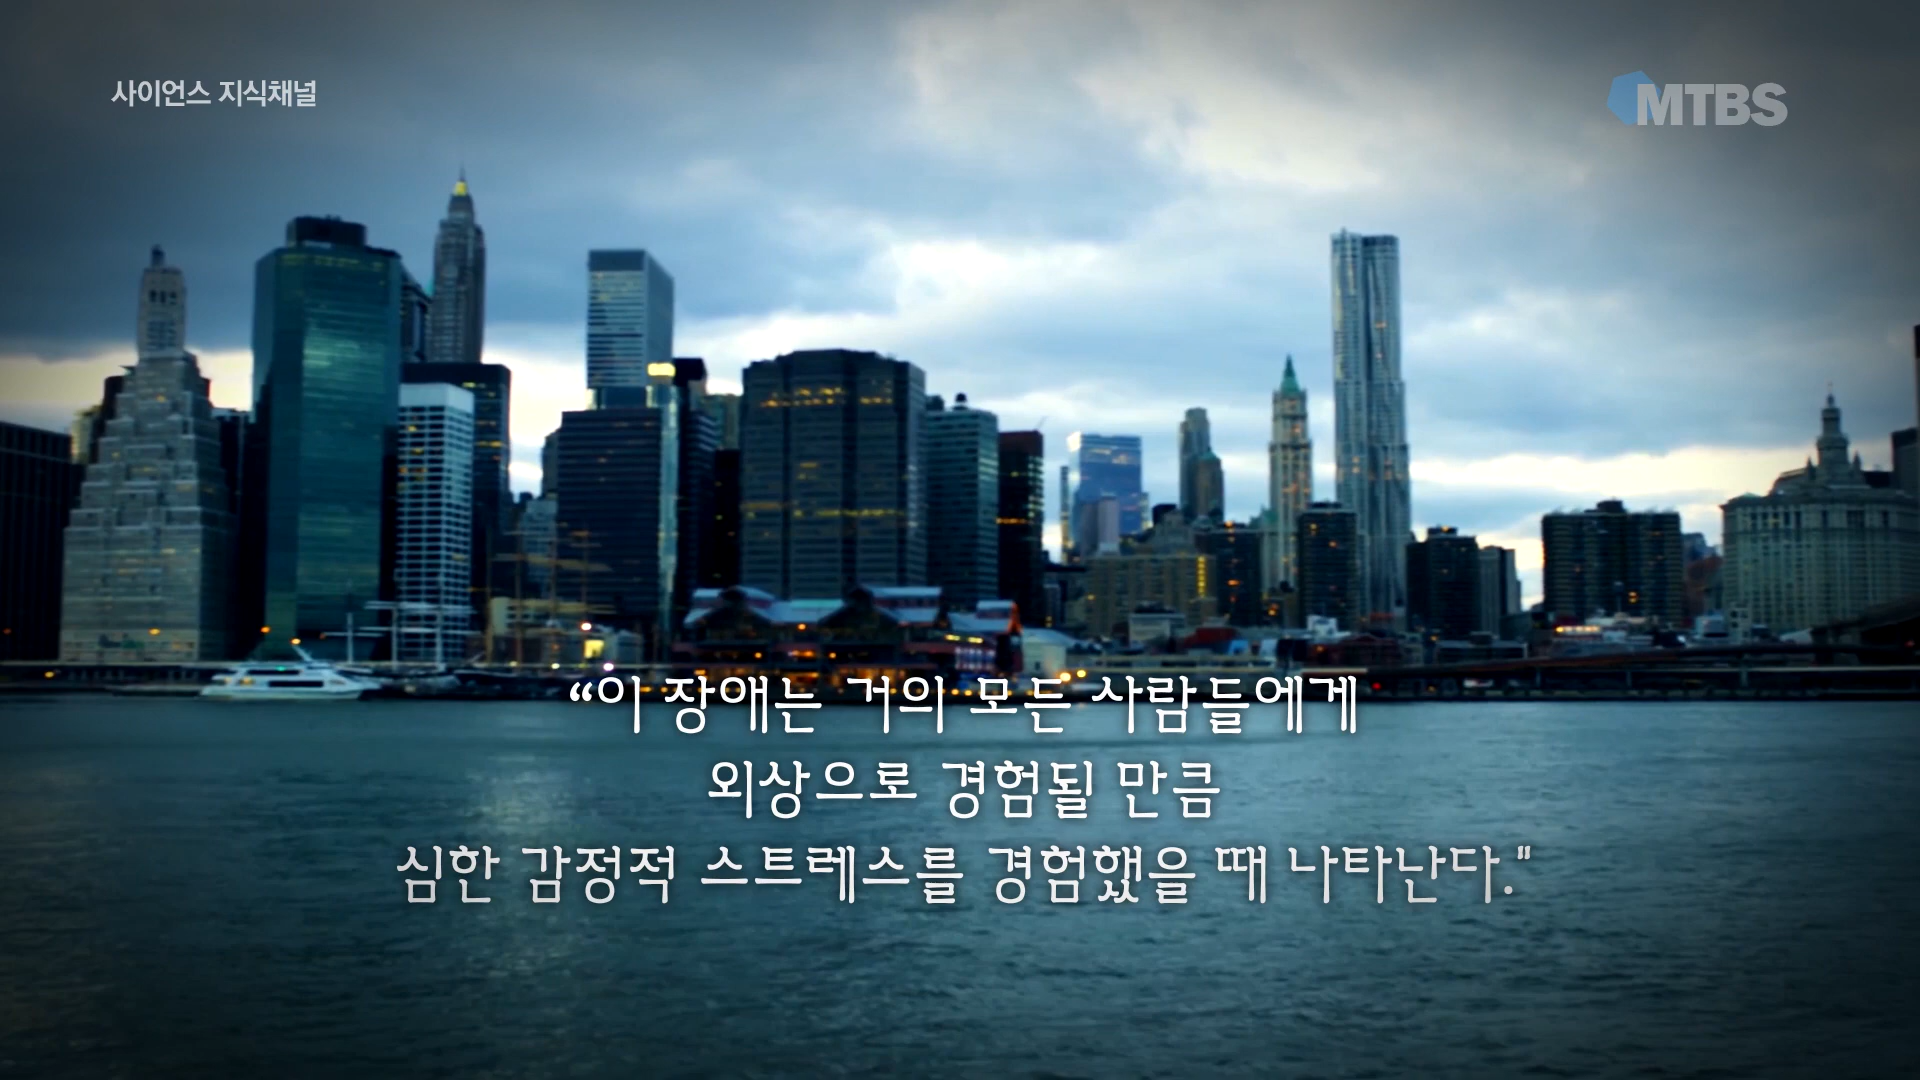 사이언스 지식채널
MTBS
“이 장애는 거의 모든 사람들에게
외상으로 경험될 만큼
심한 감정적 스트레스를 경험했을 때 나타난다."